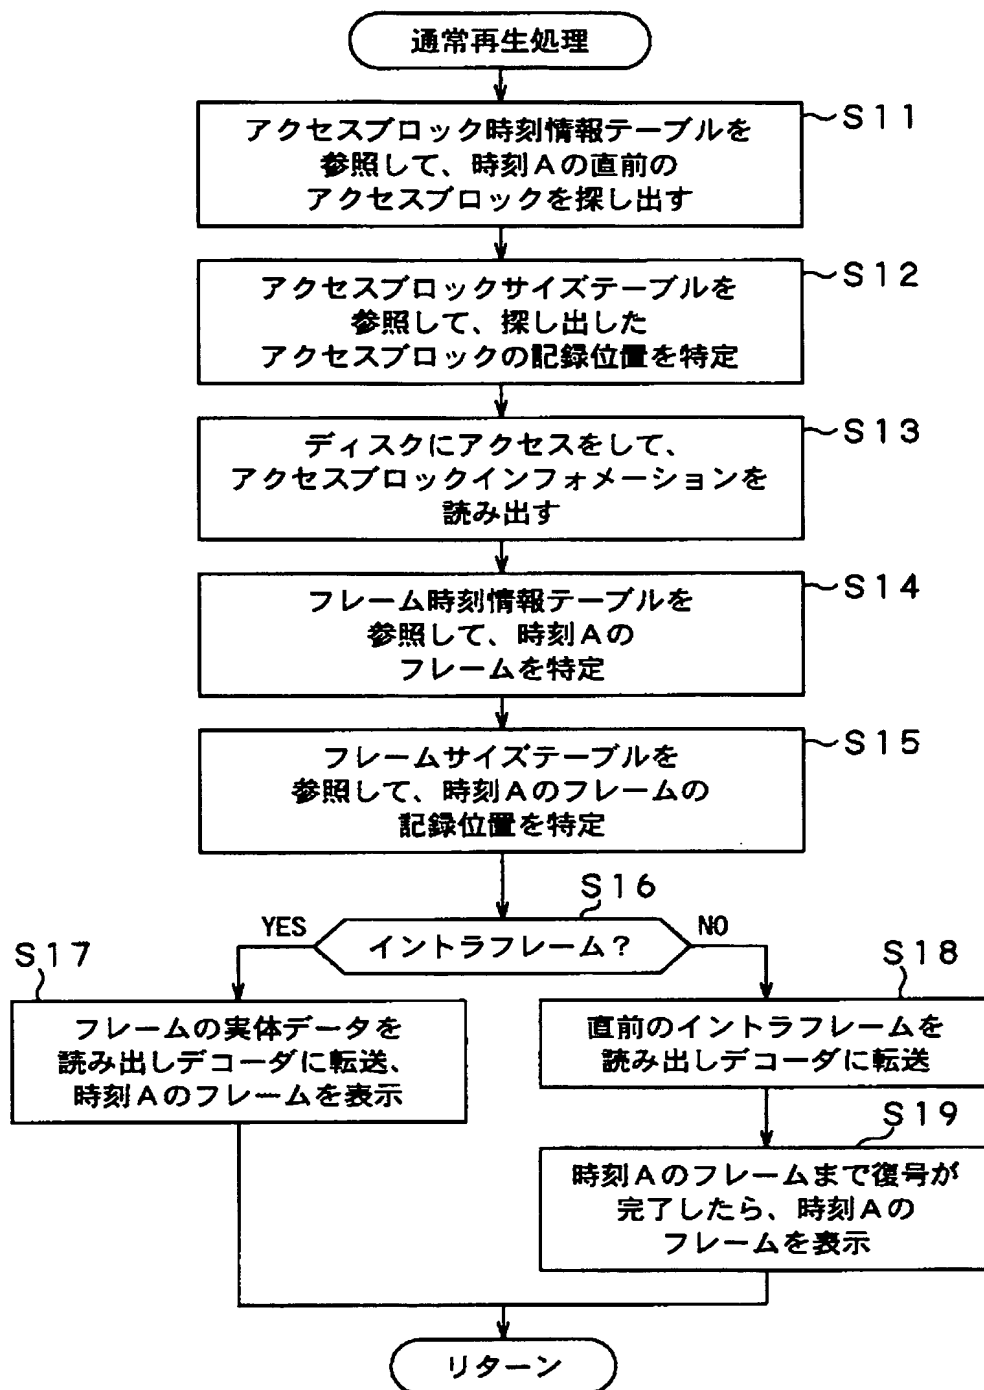 通常再生処理
S11
アクセスブロック時刻情報テーブルを
参照して、時刻Aの直前の
アクセスブロックを探し出す
S12
アクセスブロックサイズテーブルを
参照して、探し出した
アクセスブロックの記録位置を特定
S13
ディスクにアクセスをして、
アクセスブロックインフォメーションを
読み出す
S14
フレーム時刻情報テーブルを
参照して、時刻Aの
フレームを特定
S15
フレームサイズテーブルを
参照して、時刻Aのフレームの
記録位置を特定
S16
YES
イントラフレーム?
NO
S17
フレームの実体データを
読み出しデコーダに転送、
時刻Aのフレームを表示
S18
直前のイントラフレームを
読み出しデコーダに転送
S19
時刻Aのフレームまで復号が
完了したら、時刻Aの
フレームを表示
リターン